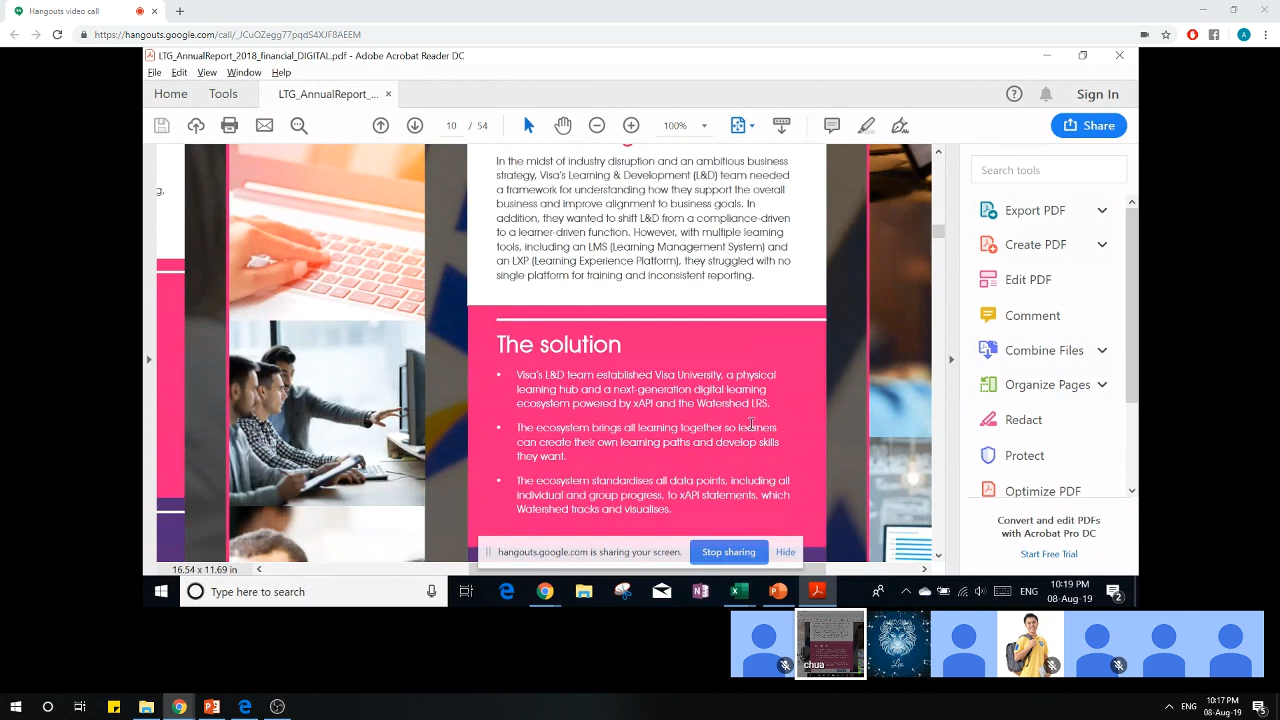 Hangouts video call
https://hangouts.google.com/call/_JCuOZegg77pqdS4XJF8AEEM
A
LTG_AnnualReport_2018_financial_DIGITAL.pdf - Adobe Acrobat Reader DC
File Edit View Window Help
Home Tools LTG_AnnualReport_... × Sign In
10 / 54 100% Share
In the midst of industry disruption and an ambitious business
strategy, Visa's Learning & Development (L&D) team needed
a framework for understanding how they support the overall
business and improve alignment to business goals. In
addition, they wanted to shift L&D from a compliance-driven
to a learner-driven function. However, with multiple learning
tools, including an LMS (Learning Management System) and
an LXP (Learning Experience Platform), they struggled with no
single platform for training and inconsistent reporting.
The solution
• Visa's L&D team established Visa University, a physical
learning hub and a next-generation digital learning
ecosystem powered by xAPI and the Watershed LRS.
• The ecosystem brings all learning together so learners
can create their own learning paths and develop skills
they want.
• The ecosystem standardises all data points, including all
individual and group progress, to xAPI statements, which
Watershed tracks and visualises.
Search tools
Export PDF
Create PDF
Edit PDF
Comment
Combine Files
Organize Pages
Redact
Protect
Optimize PDF
Convert and edit PDFs
with Acrobat Pro DC
Start Free Trial
hangouts.google.com is sharing your screen. Stop sharing Hide
16.54 x 11.69 in
Type here to search
ENG
10:19 PM
08-Aug-19
2
chua
ENG
10:17 PM
08-Aug-19